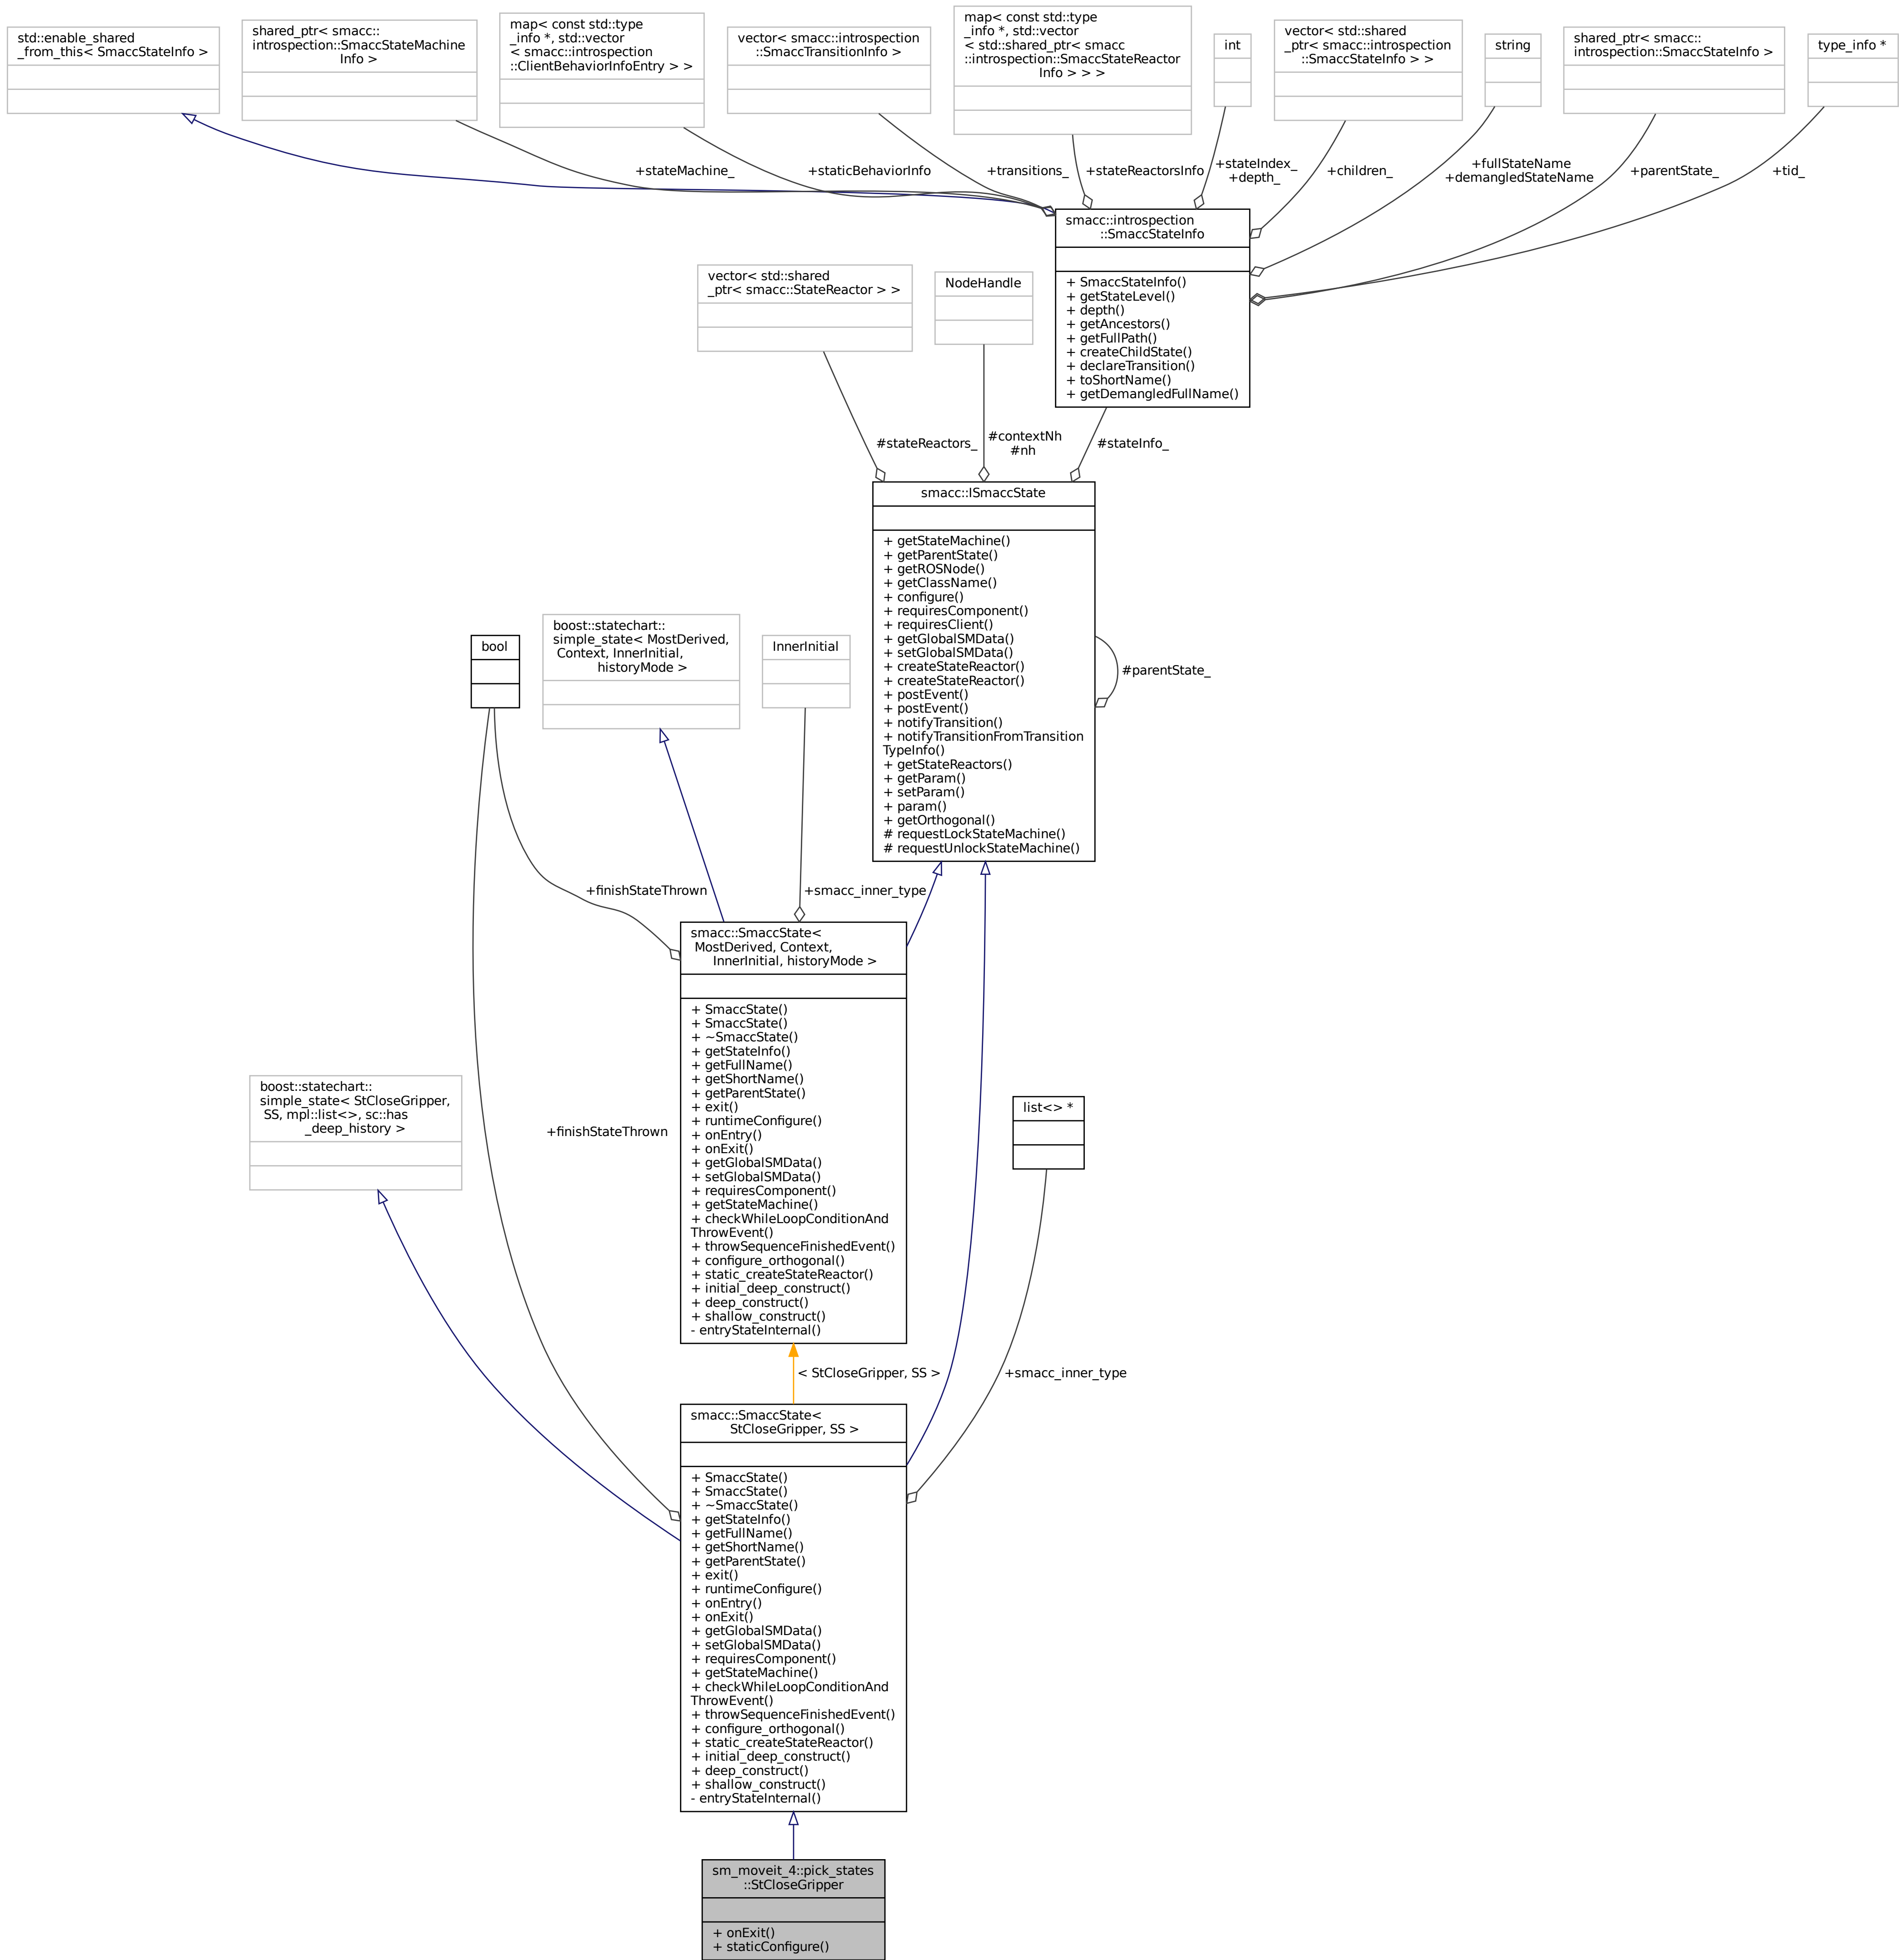 std::enable_shared
_from_this< SmaccStateInfo >
shared_ptr< smacc::
introspection::SmaccStateMachine
Info >
map< const std::type
_info *, std::vector
< smacc::introspection
::ClientBehaviorInfoEntry > >
vector< smacc::introspection
::SmaccTransitionInfo >
map< const std::type
_info *, std::vector
< std::shared_ptr< smacc
::introspection::SmaccStateReactor
Info > > >
int
vector< std::shared
_ptr< smacc::introspection
::SmaccStateInfo > >
string
shared_ptr< smacc::
introspection::SmaccStateInfo >
type_info *
+stateMachine_
+staticBehaviorInfo
+transitions_
+stateReactorsInfo
+stateIndex_
+depth_
+children_
+fullStateName
+demangledStateName
+parentState_
+tid_
smacc::introspection
::SmaccStateInfo
+ SmaccStateInfo()
+ getStateLevel()
+ depth()
+ getAncestors()
+ getFullPath()
+ createChildState()
+ declareTransition()
+ toShortName()
+ getDemangledFullName()
vector< std::shared
_ptr< smacc::StateReactor > >
NodeHandle
#stateReactors_
#contextNh
#nh
#stateInfo_
smacc::ISmaccState
+ getStateMachine()
+ getParentState()
+ getROSNode()
+ getClassName()
+ configure()
+ requiresComponent()
+ requiresClient()
+ getGlobalSMData()
+ setGlobalSMData()
+ createStateReactor()
+ createStateReactor()
+ postEvent()
+ postEvent()
+ notifyTransition()
+ notifyTransitionFromTransition
TypeInfo()
+ getStateReactors()
+ getParam()
+ setParam()
+ param()
+ getOrthogonal()
# requestLockStateMachine()
# requestUnlockStateMachine()
#parentState_
bool
boost::statechart::
simple_state< MostDerived,
Context, InnerInitial,
historyMode >
InnerInitial
+finishStateThrown
+smacc_inner_type
smacc::SmaccState<
MostDerived, Context,
InnerInitial, historyMode >
+ SmaccState()
+ SmaccState()
+ ~SmaccState()
+ getStateInfo()
+ getFullName()
+ getShortName()
+ getParentState()
+ exit()
+ runtimeConfigure()
+ onEntry()
+ onExit()
+ getGlobalSMData()
+ setGlobalSMData()
+ requiresComponent()
+ getStateMachine()
+ checkWhileLoopConditionAnd
ThrowEvent()
+ throwSequenceFinishedEvent()
+ configure_orthogonal()
+ static_createStateReactor()
+ initial_deep_construct()
+ deep_construct()
+ shallow_construct()
- entryStateInternal()
boost::statechart::
simple_state< StCloseGripper,
SS, mpl::list<>, sc::has
_deep_history >
+finishStateThrown
list<> *
< StCloseGripper, SS >
+smacc_inner_type
smacc::SmaccState<
StCloseGripper, SS >
+ SmaccState()
+ SmaccState()
+ ~SmaccState()
+ getStateInfo()
+ getFullName()
+ getShortName()
+ getParentState()
+ exit()
+ runtimeConfigure()
+ onEntry()
+ onExit()
+ getGlobalSMData()
+ setGlobalSMData()
+ requiresComponent()
+ getStateMachine()
+ checkWhileLoopConditionAnd
ThrowEvent()
+ throwSequenceFinishedEvent()
+ configure_orthogonal()
+ static_createStateReactor()
+ initial_deep_construct()
+ deep_construct()
+ shallow_construct()
- entryStateInternal()
sm_moveit_4::pick_states
::StCloseGripper
+ onExit()
+ staticConfigure()